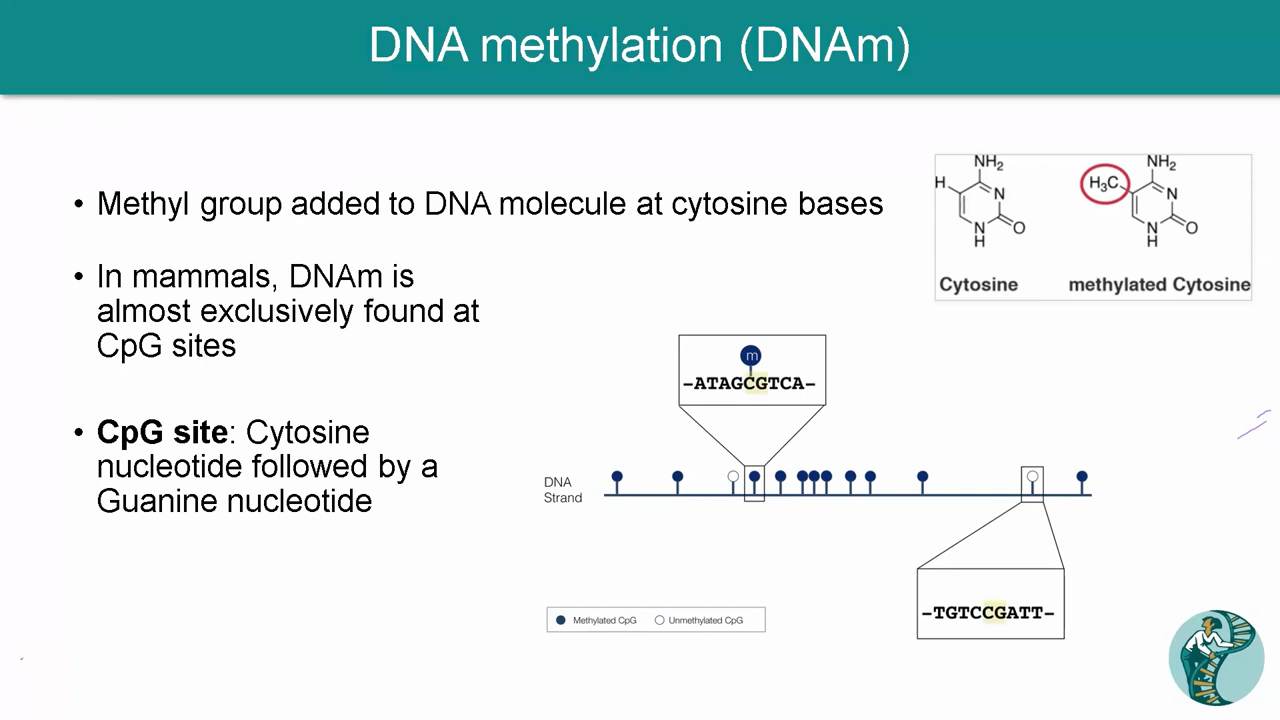 DNA methylation (DNAm)
• Methyl group added to DNA molecule at cytosine bases
• In mammals, DNAm is
almost exclusively found at
CpG sites
• CpG site: Cytosine
nucleotide followed by a
Guanine nucleotide
NH₂
H
N
N
H
O
Cytosine
NH₂
H₃C
N
N
H
O
methylated Cytosine
m
–ATAGCGTCA–
DNA
Strand
–TGTCCGATT–
Methylated CpG
Unmethylated CpG